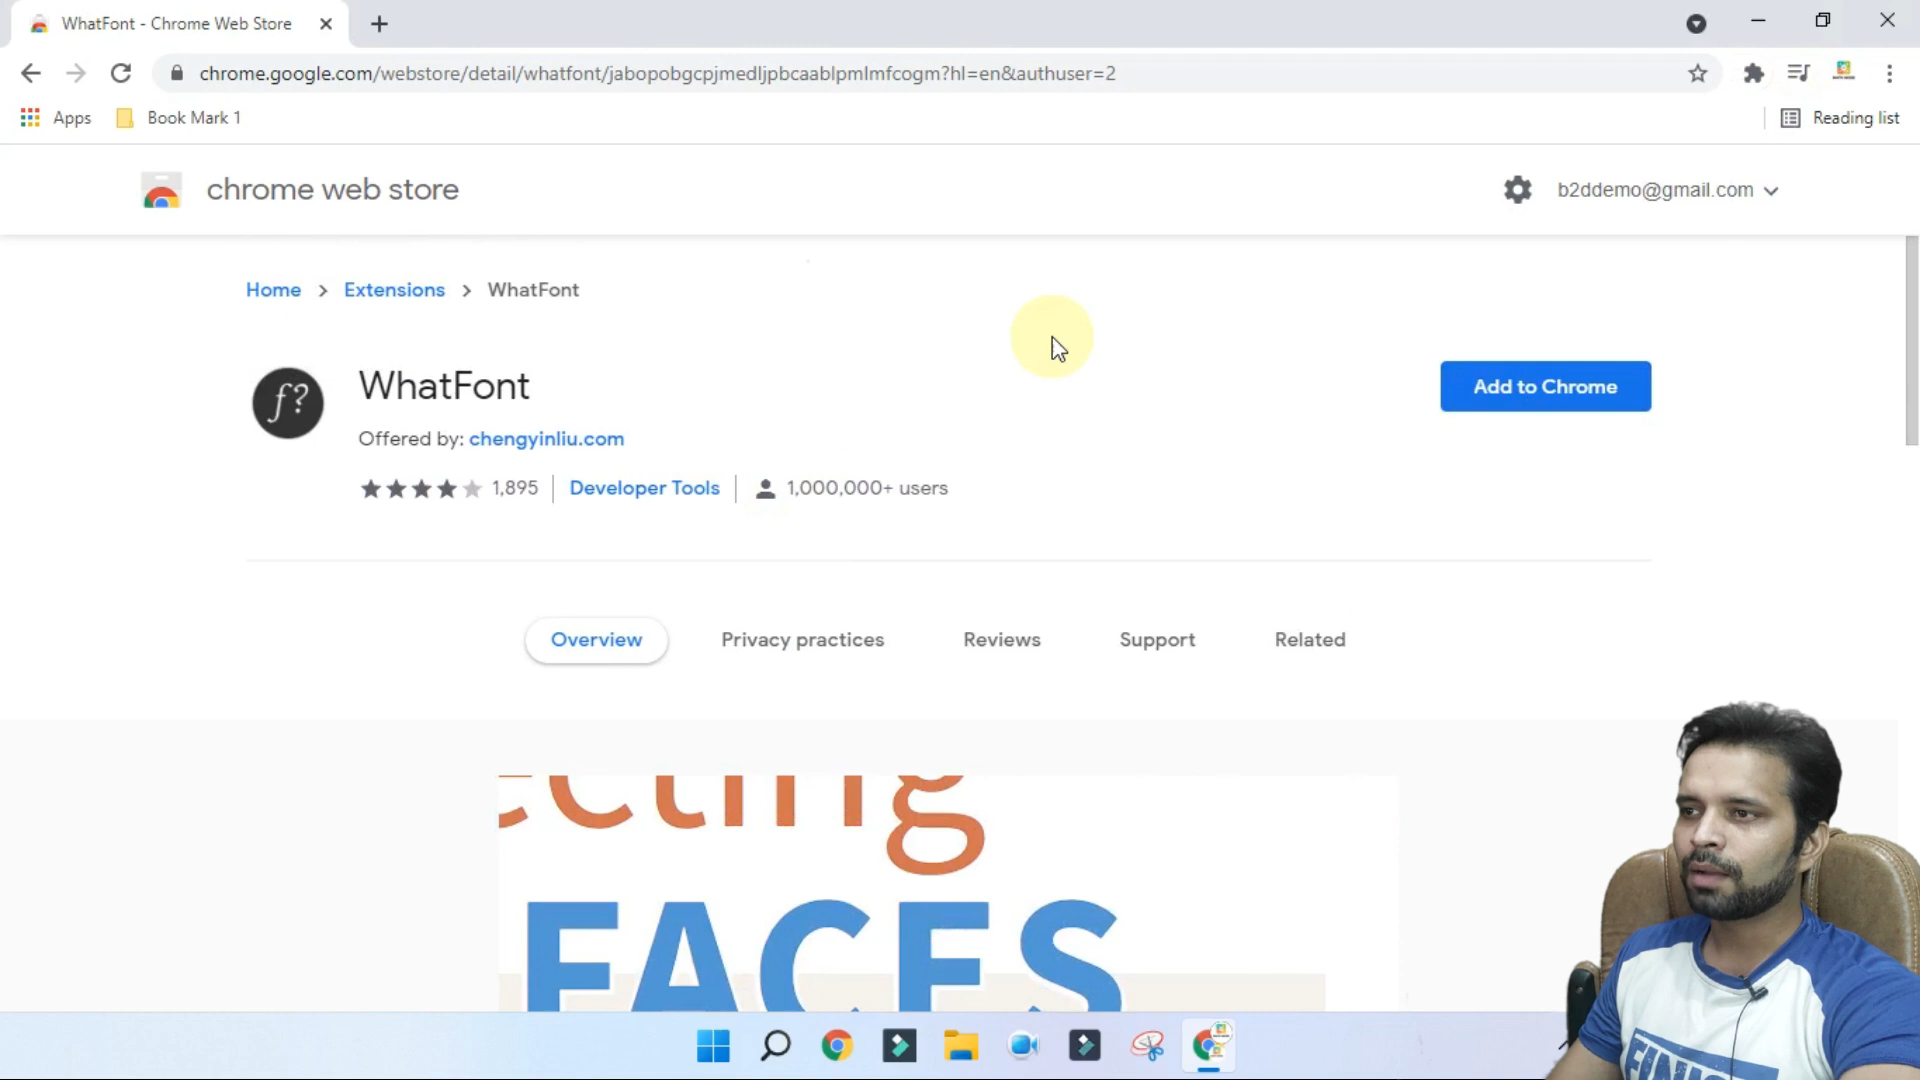 WhatFont - Chrome Web Store
chrome.google.com/webstore/detail/whatfont/jabopobgcpjmedljpbcaablpmlmfcogm?hl=en&authuser=2
Apps
Book Mark 1
Reading list
chrome web store
b2ddemo@gmail.com
Home > Extensions > WhatFont
f?
WhatFont
Add to Chrome
Offered by: chengyinliu.com
1,895
Developer Tools
1,000,000+ users
Overview
Privacy practices
Reviews
Support
Related
ecting
FACES